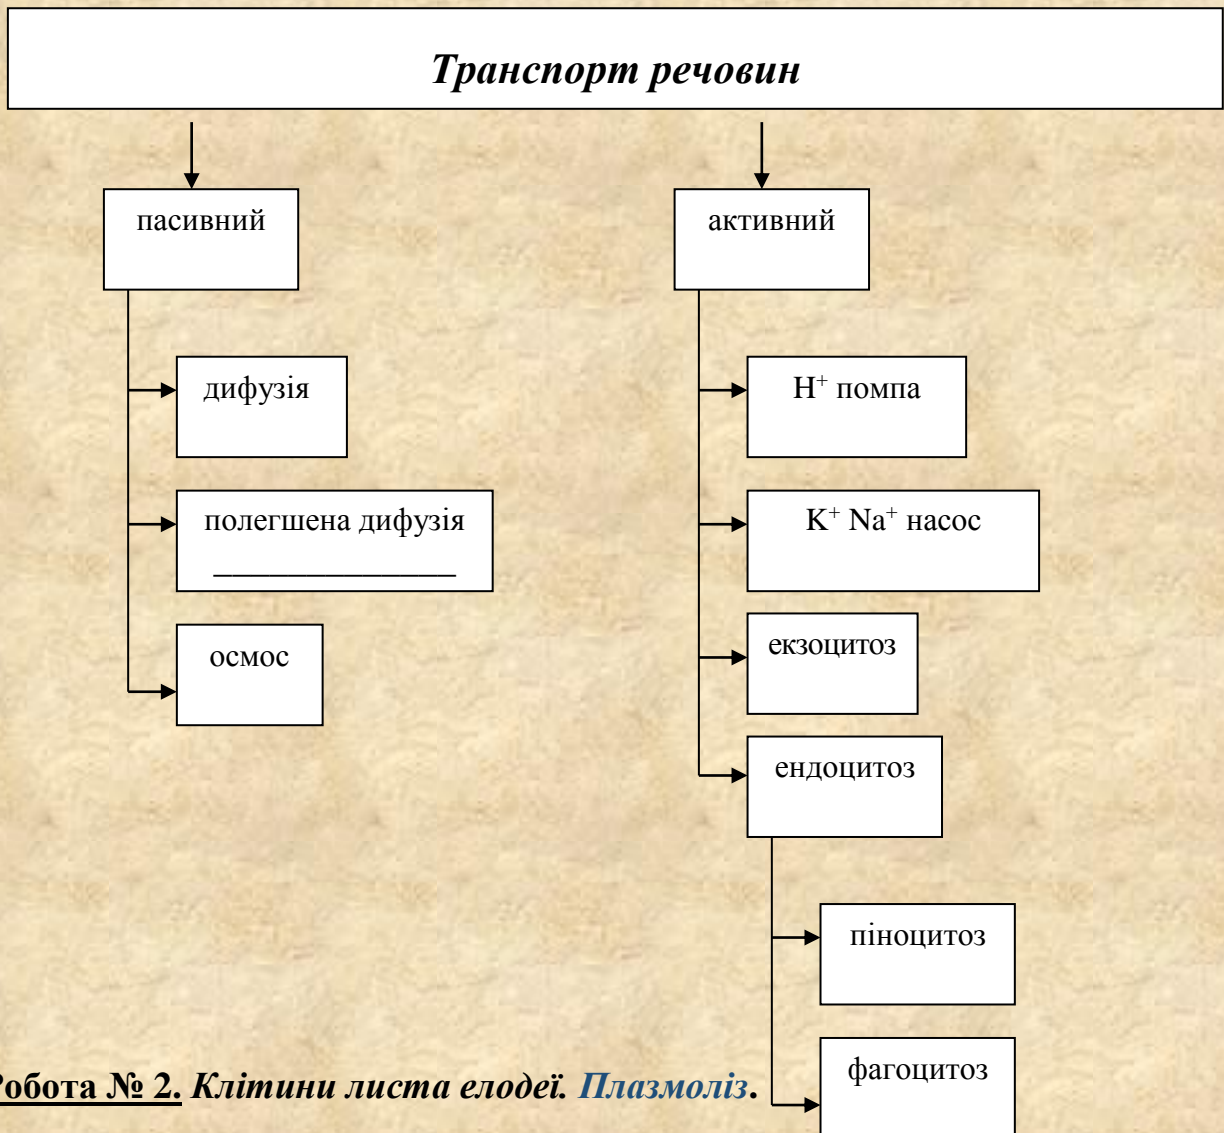 Транспорт речовин
пасивний
активний
дифузія
H⁺ помпа
полегшена дифузія
K⁺ Na⁺ насос
осмос
екзоцитоз
ендоцитоз
піноцитоз
фагоцитоз
Робота № 2. Клітини листа елодеї. Плазмоліз.